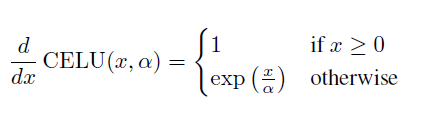 d/dx CELU(x, α) = { 1 if x ≥ 0
exp (x/α) otherwise